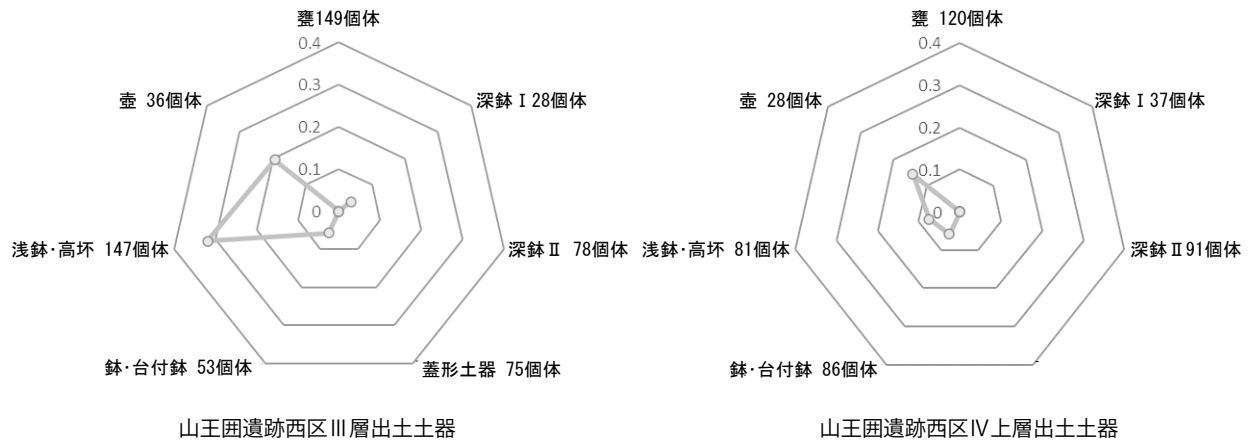 甕149個体
0.4
0.3
0.2
0.1
0
深鉢Ⅰ28個体
深鉢Ⅱ 78個体
蓋形土器 75個体
鉢･台付鉢 53個体
浅鉢･高坏 147個体
壺 36個体
山王囲遺跡西区Ⅲ層出土土器
甕 120個体
0.4
0.3
0.2
0.1
0
深鉢Ⅰ37個体
深鉢Ⅱ91個体
鉢･台付鉢 86個体
浅鉢･高坏 81個体
壺 28個体
山王囲遺跡西区Ⅳ上層出土土器